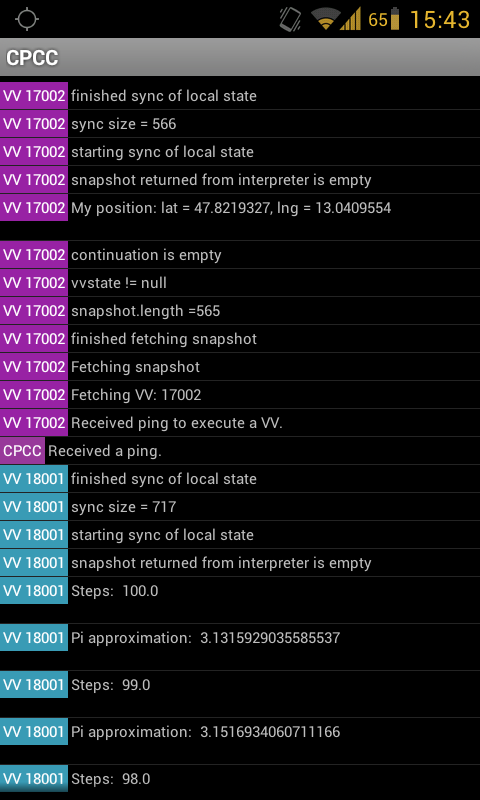 65 15:43
CPCC
VV 17002 finished sync of local state
VV 17002 sync size = 566
VV 17002 starting sync of local state
VV 17002 snapshot returned from interpreter is empty
VV 17002 My position: lat = 47.8219327, lng = 13.0409554
VV 17002 continuation is empty
VV 17002 vvstate != null
VV 17002 snapshot.length =565
VV 17002 finished fetching snapshot
VV 17002 Fetching snapshot
VV 17002 Fetching VV: 17002
VV 17002 Received ping to execute a VV.
CPCC Received a ping.
VV 18001 finished sync of local state
VV 18001 sync size = 717
VV 18001 starting sync of local state
VV 18001 snapshot returned from interpreter is empty
VV 18001 Steps:  100.0
VV 18001 Pi approximation:  3.1315929035585537
VV 18001 Steps:  99.0
VV 18001 Pi approximation:  3.1516934060711166
VV 18001 Steps:  98.0